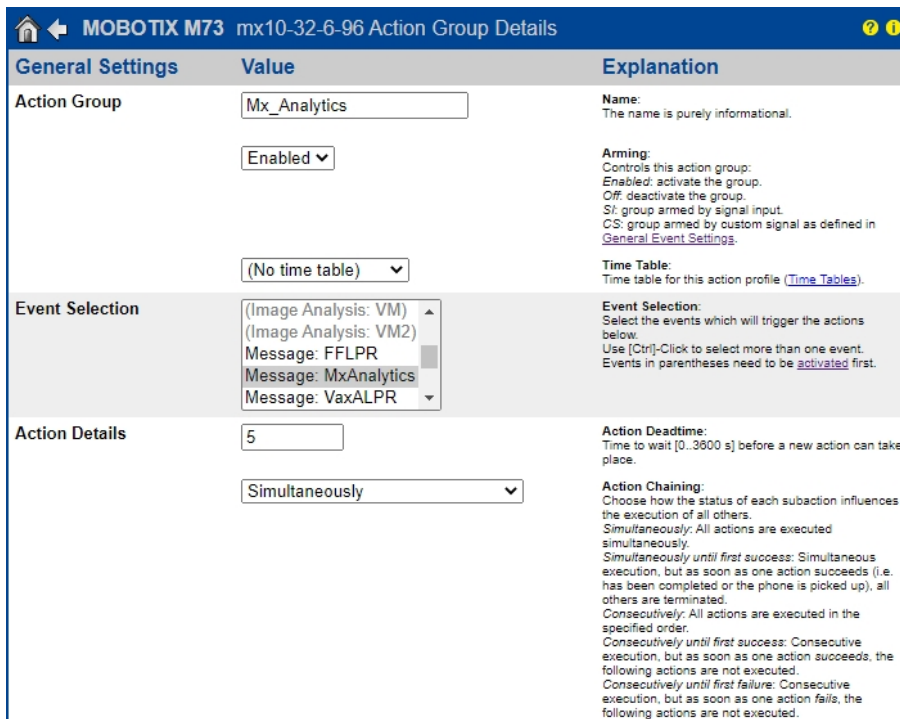 MOBOTIX M73 mx10-32-6-96 Action Group Details
? i
General Settings Value Explanation
Action Group
Mx_Analytics
Name:
The name is purely informational.
Enabled
Arming:
Controls this action group:
Enabled: activate the group.
Off: deactivate the group.
SI: group armed by signal input.
CS: group armed by custom signal as defined in
General Event Settings.
(No time table)
Time Table:
Time table for this action profile (Time Tables).
Event Selection
(Image Analysis: VM)
(Image Analysis: VM2)
Message: FFLPR
Message: MxAnalytics
Message: VaxALPR
Event Selection:
Select the events which will trigger the actions
below.
Use [Ctrl]-Click to select more than one event.
Events in parentheses need to be activated first.
Action Details
5
Action Deadtime:
Time to wait [0..3600 s] before a new action can take
place.
Simultaneously
Action Chaining:
Choose how the status of each subaction influences
the execution of all others.
Simultaneously: All actions are executed
simultaneously.
Simultaneously until first success: Simultaneous
execution, but as soon as one action succeeds (i.e.
has been completed or the phone is picked up), all
others are terminated.
Consecutively: All actions are executed in the
specified order.
Consecutively until first success: Consecutive
execution, but as soon as one action succeeds, the
following actions are not executed.
Consecutively until first failure: Consecutive
execution, but as soon as one action fails, the
following actions are not executed.